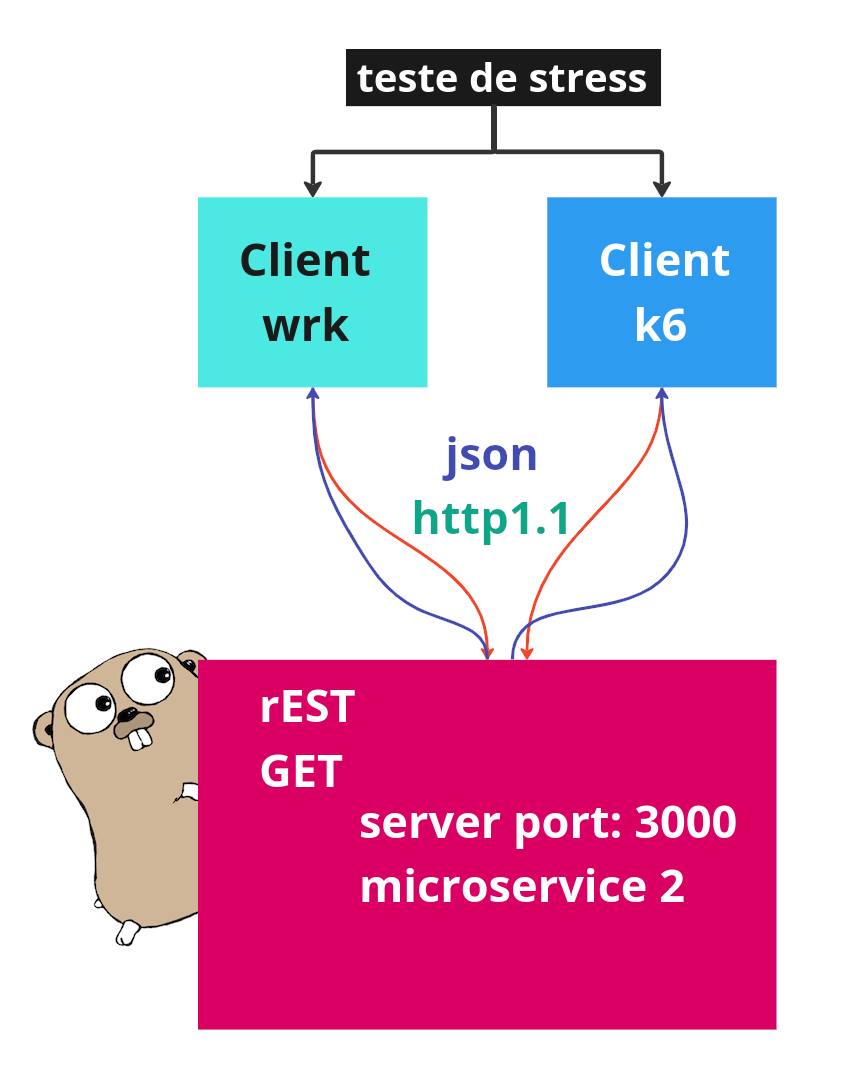 teste de stress
Client
wrk
Client
k6
json
http1.1
rEST
GET
server port: 3000
microservice 2